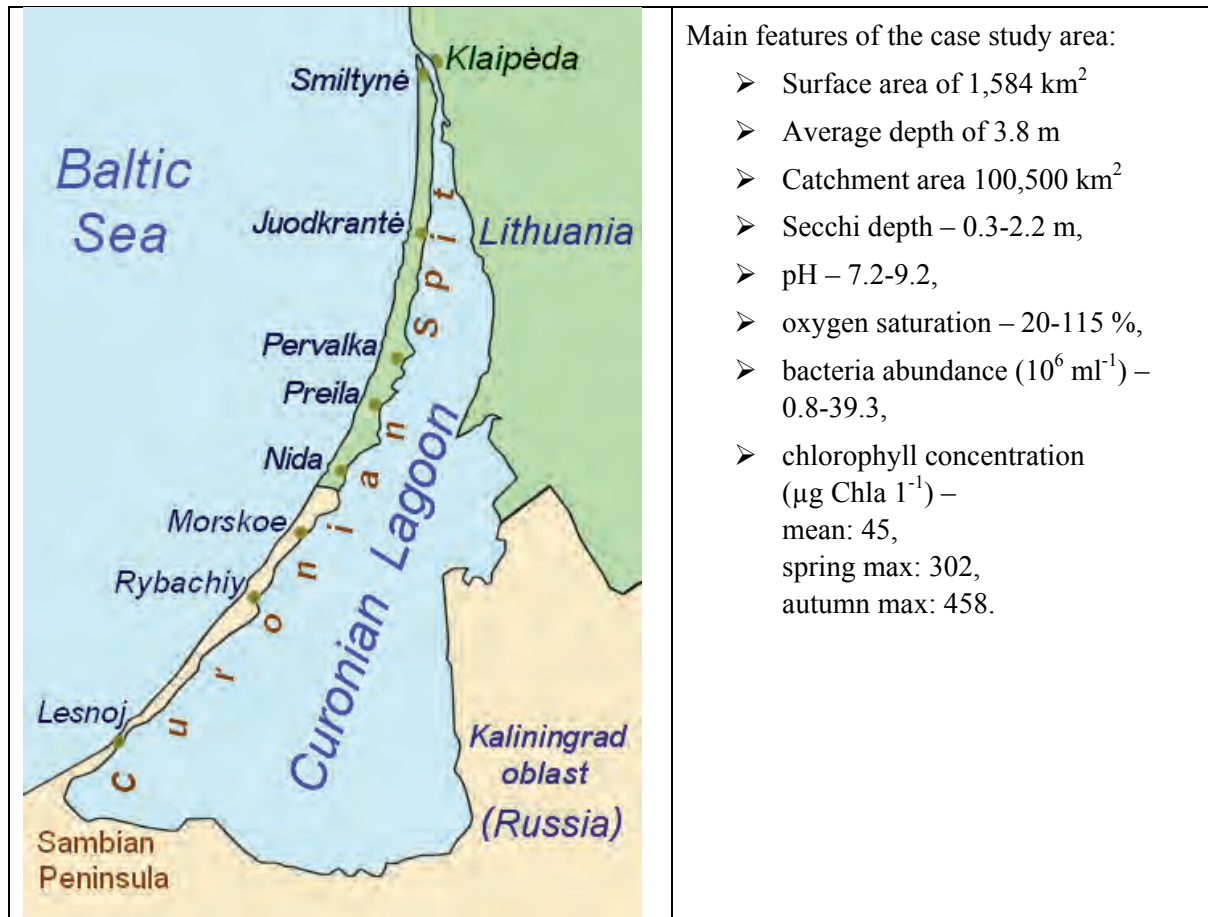 Klaipėda
Smiltynė
Baltic
Sea
Juodkrantė
Lithuania
Pervalka
Preila
Nida
Morskoe
Rybachiy
Lesnoj
Curonian Spit
Curonian Lagoon
Kaliningrad
oblast
(Russia)
Sambian
Peninsula
Main features of the case study area:
➢ Surface area of 1,584 km²
➢ Average depth of 3.8 m
➢ Catchment area 100,500 km²
➢ Secchi depth – 0.3-2.2 m,
➢ pH – 7.2-9.2,
➢ oxygen saturation – 20-115 %,
➢ bacteria abundance (10⁶ ml⁻¹) –
0.8-39.3,
➢ chlorophyll concentration
(µg Chla 1⁻¹) –
mean: 45,
spring max: 302,
autumn max: 458.